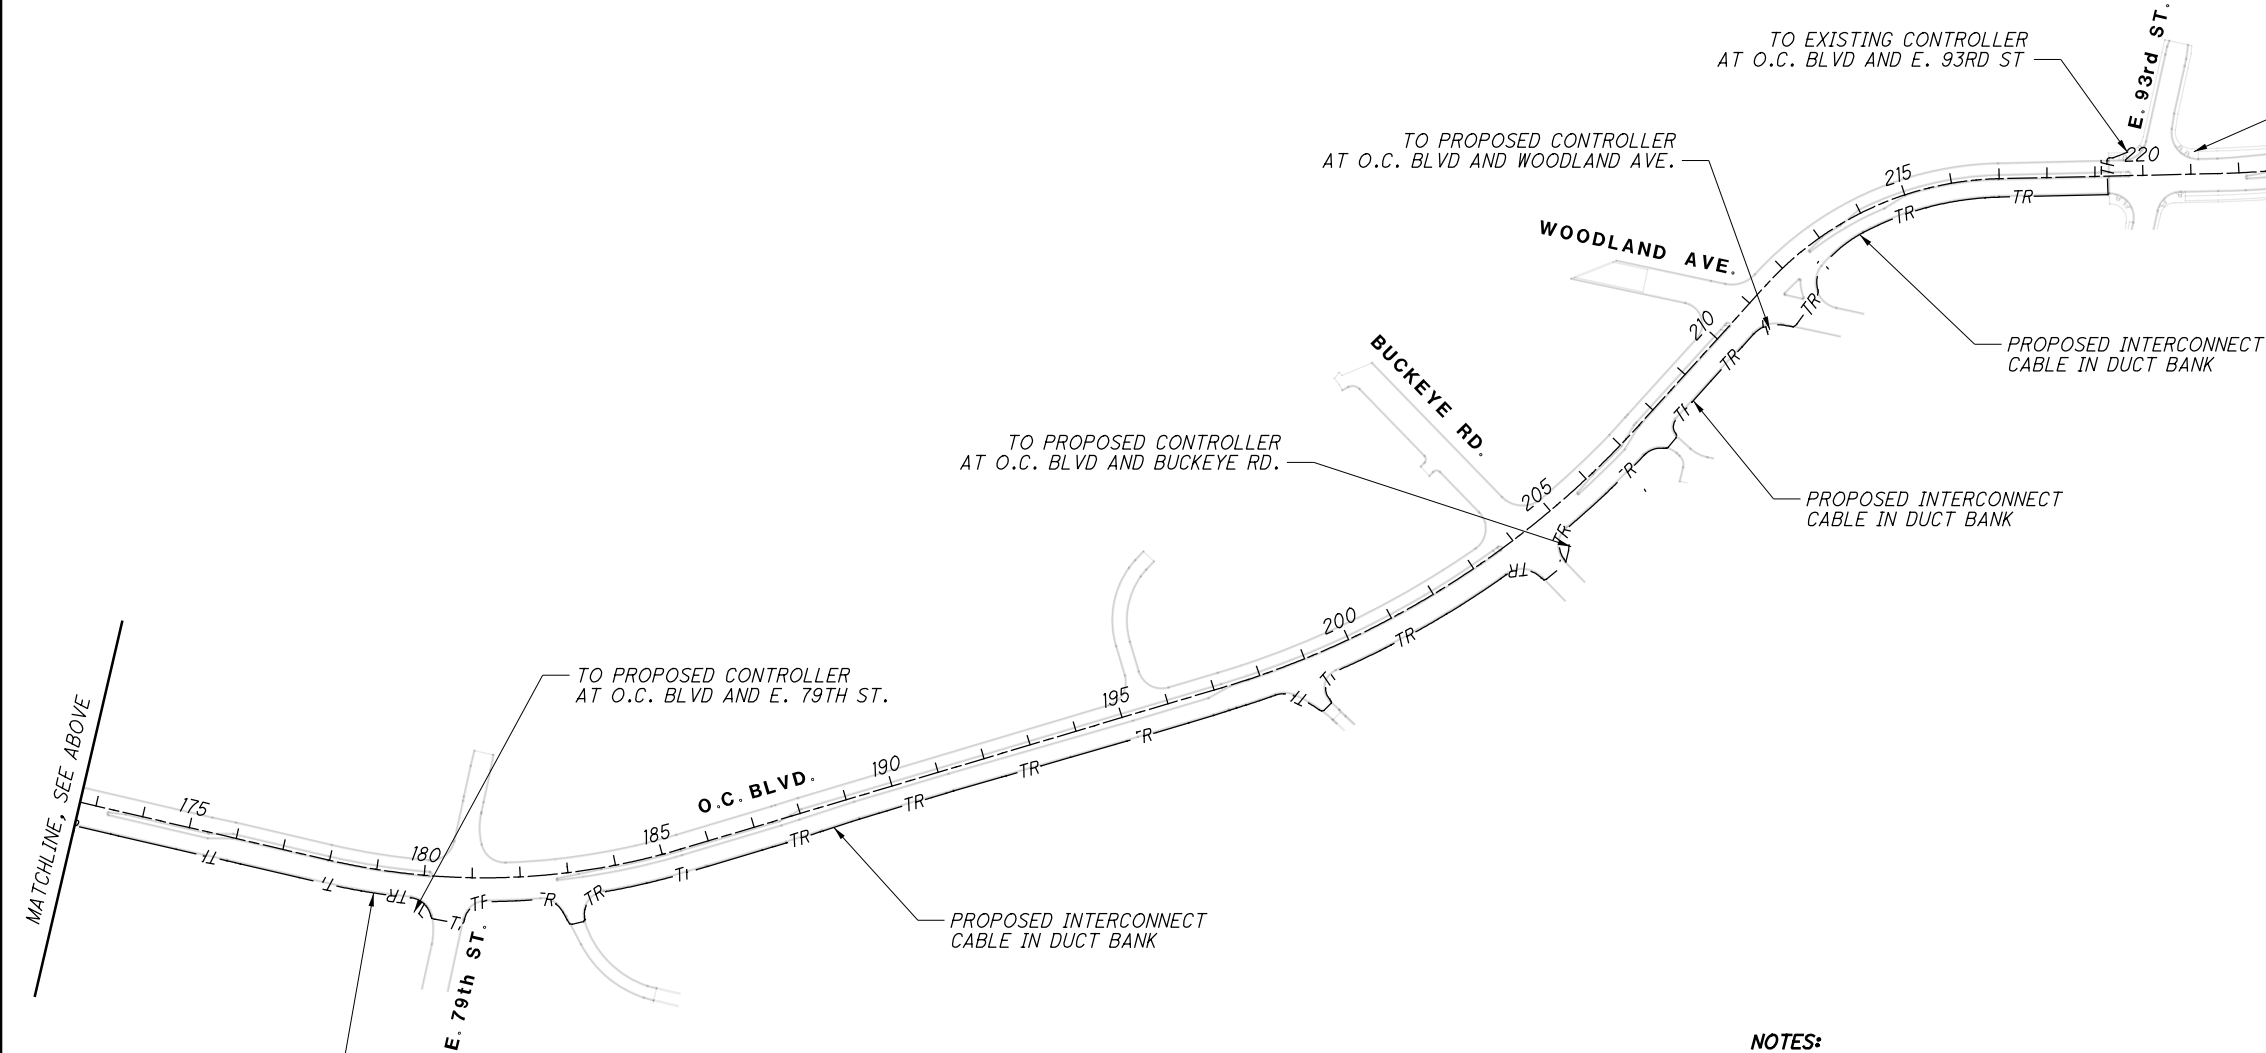 TO EXISTING CONTROLLER
AT O.C. BLVD AND E. 93RD ST
E. 93rd ST.
TO PROPOSED CONTROLLER
AT O.C. BLVD AND WOODLAND AVE.
220
215
TR
TR
WOODLAND AVE.
TR
210
PROPOSED INTERCONNECT
CABLE IN DUCT BANK
BUCKEYE RD.
TR
TO PROPOSED CONTROLLER
AT O.C. BLVD AND BUCKEYE RD.
205
PROPOSED INTERCONNECT
CABLE IN DUCT BANK
TR
200
TR
TO PROPOSED CONTROLLER
AT O.C. BLVD AND E. 79TH ST.
195
MATCHLINE, SEE ABOVE
190
O.C. BLVD.
TR
TR
TR
175
185
180
TR
TR
PROPOSED INTERCONNECT
CABLE IN DUCT BANK
E. 79th ST.
NOTES: